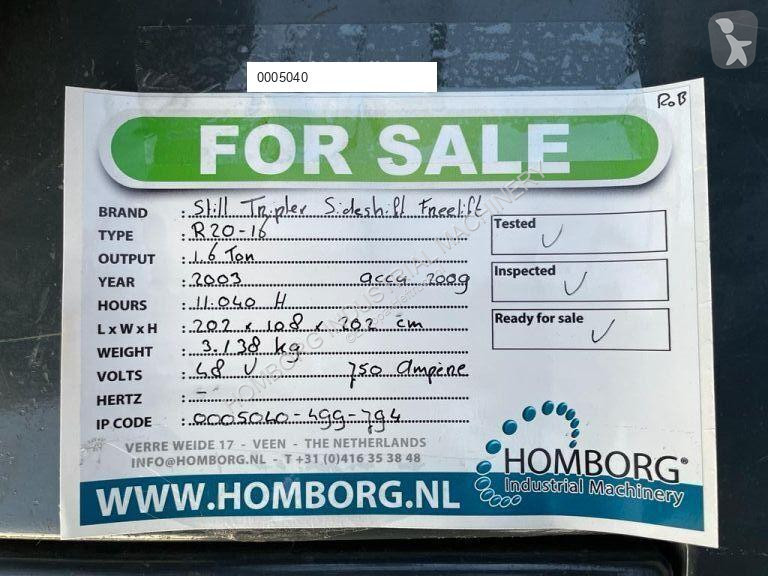 0005040
RoB
FOR SALE
BRAND : Still Tripler Sideshift Freelift
TYPE : R20-16
OUTPUT : 1.6 Ton
YEAR : 2003 accu 2009
HOURS : 11.040 H
L x W x H : 202 x 108 x 202 cm
WEIGHT : 3.138 kg
VOLTS : 48 V 750 Ampère
HERTZ : -
IP CODE : 0005040-499-794
Tested
Inspected
Ready for sale
VERRE WEIDE 17 - VEEN - THE NETHERLANDS
INFO@HOMBORG.NL - T +31 (0)416 35 38 48
WWW.HOMBORG.NL
HOMBORG®
Industrial Machinery
HOMBORG INDUSTRIAL MACHINERY